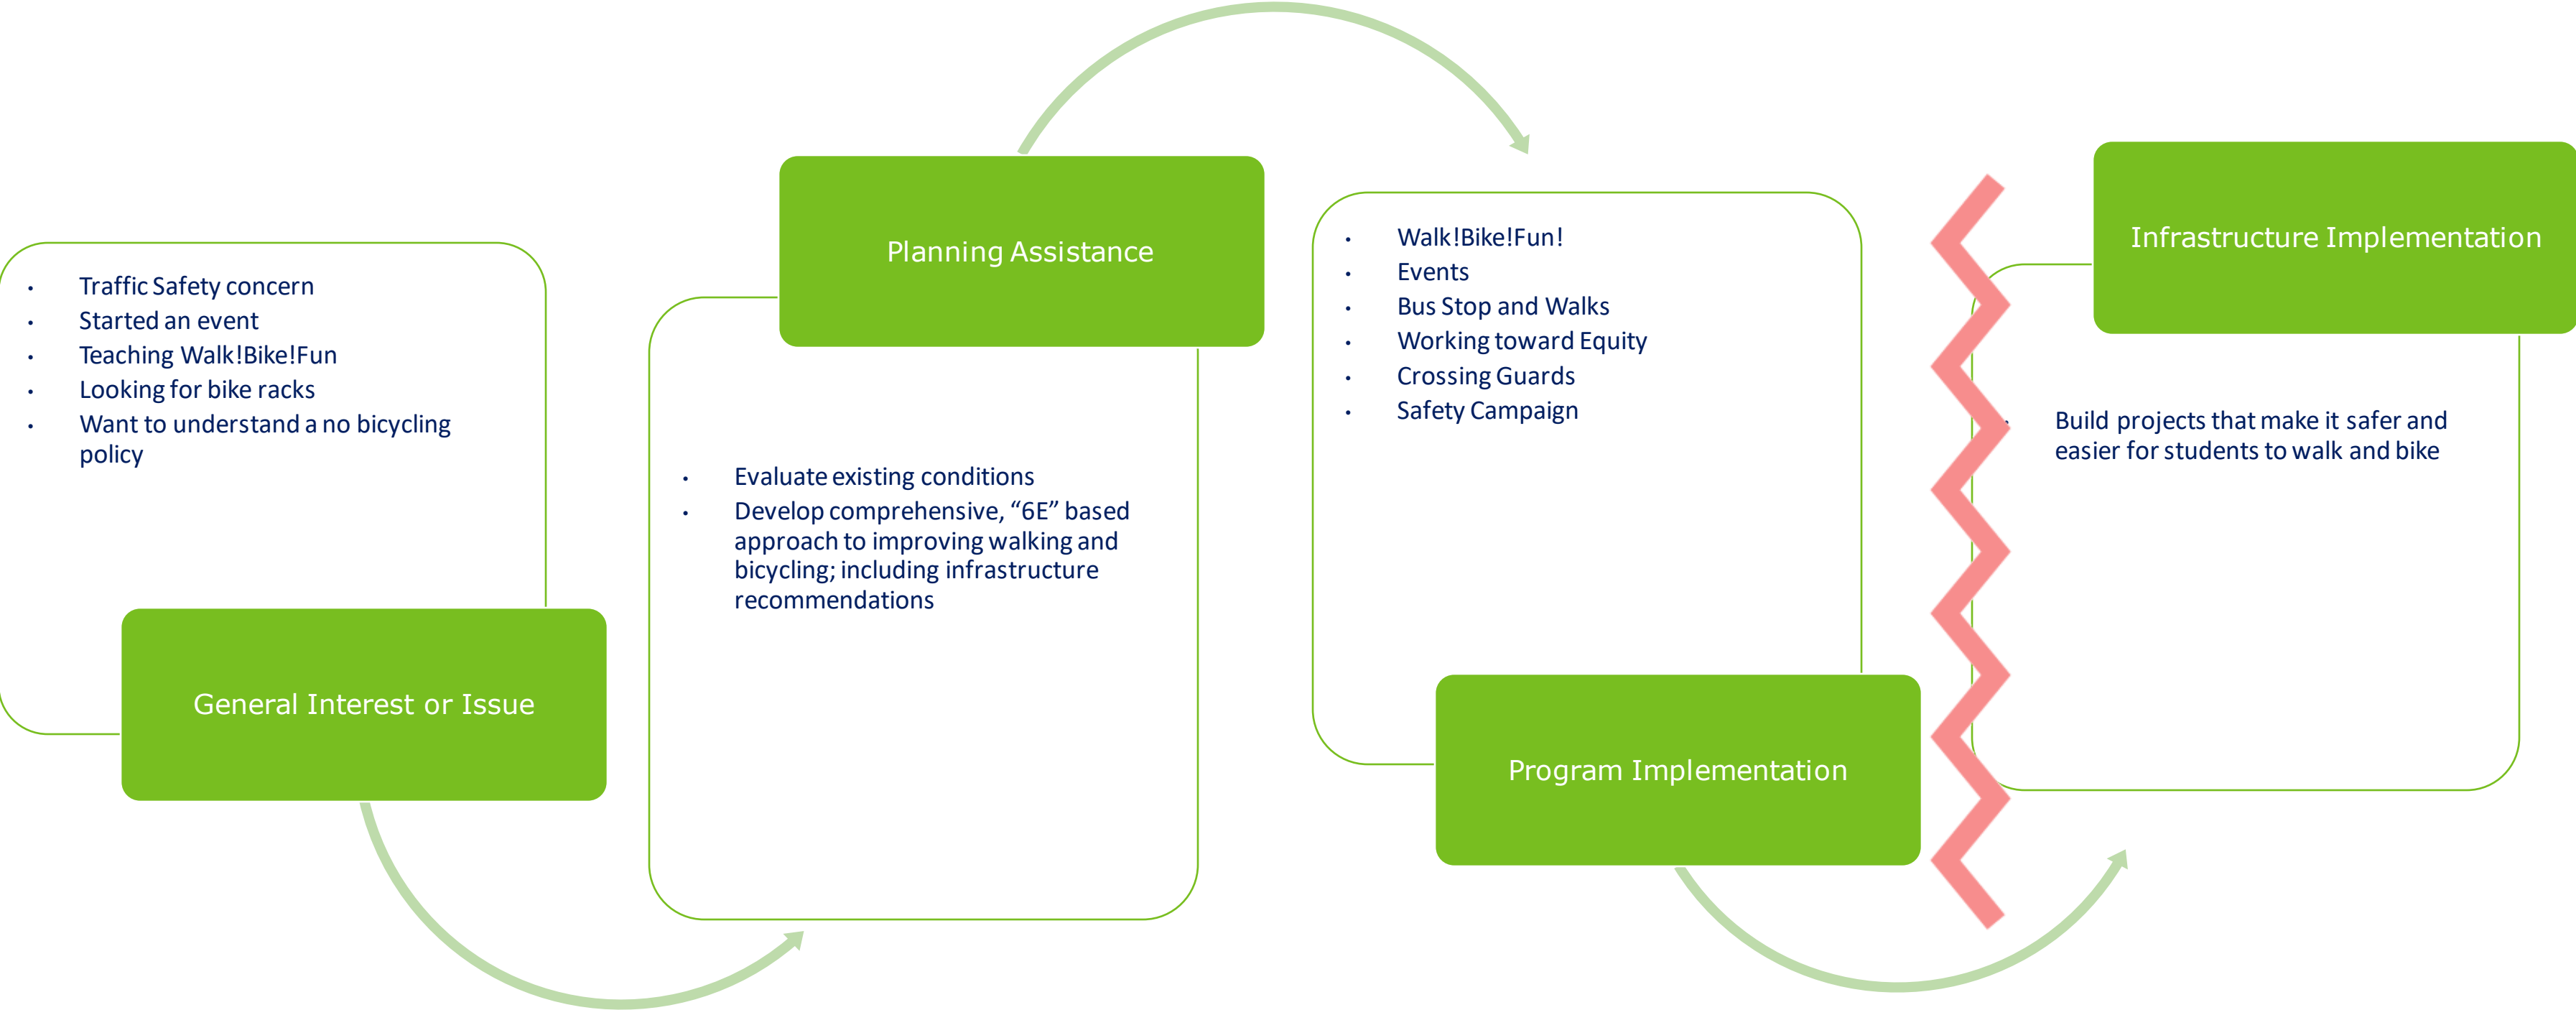 Traffic Safety concern
Started an event
Teaching Walk!Bike!Fun
Looking for bike racks
Want to understand a no bicycling
policy
General Interest or Issue
Planning Assistance
Evaluate existing conditions
Develop comprehensive, “6E” based
approach to improving walking and
bicycling; including infrastructure
recommendations
Walk!Bike!Fun!
Events
Bus Stop and Walks
Working toward Equity
Crossing Guards
Safety Campaign
Program Implementation
Infrastructure Implementation
Build projects that make it safer and
easier for students to walk and bike